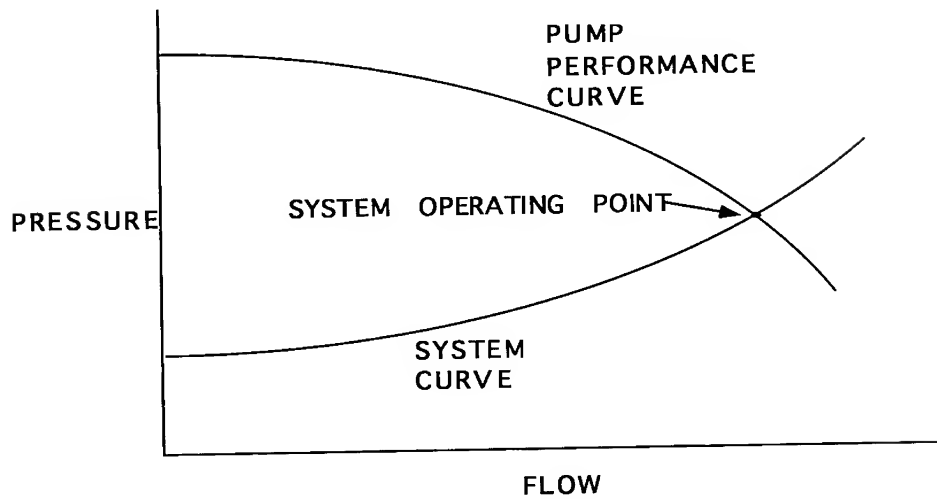 PUMP
PERFORMANCE
CURVE
SYSTEM OPERATING POINT
PRESSURE
SYSTEM
CURVE
FLOW